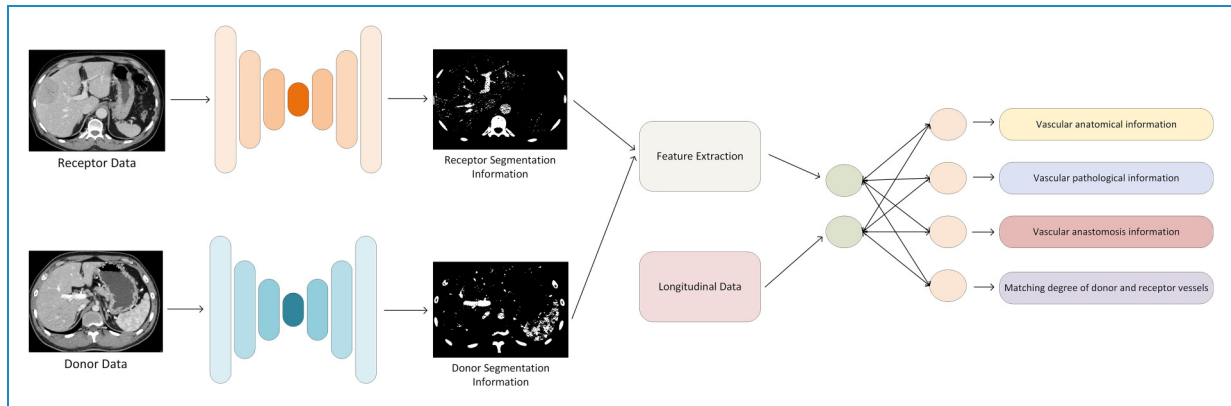 Receptor Data
Receptor Segmentation
Information
Donor Data
Donor Segmentation
Information
Feature Extraction
Longitudinal Data
Vascular anatomical information
Vascular pathological information
Vascular anastomosis information
Matching degree of donor and receptor vessels